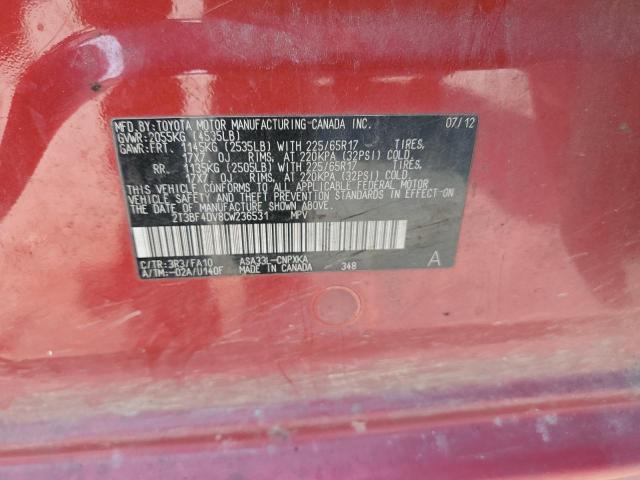 MFD.BY:TOYOTA MOTOR MANUFACTURING CANADA INC. 07/12
GVWR: 2055KG (4535LB)
GAWR:FRT. 1145KG (2535LB) WITH 225/65R17 TIRES,
17X7.0J RIMS, AT 220KPA (32PSI) COLD.
RR. 1135KG (2505LB) WITH 225/65R17 TIRES,
17X7.0J RIMS, AT 220KPA (32PSI) COLD.
THIS VEHICLE CONFORMS TO ALL APPLICABLE FEDERAL MOTOR
VEHICLE SAFETY AND THEFT PREVENTION STANDARDS IN EFFECT ON
THE DATE OF MANUFACTURE SHOWN ABOVE.
2T3BF4DV8CW236531 MPV
C/TR:3R3/FA10 ASA33L-CNPXKA
A/TM:-02A/U140F MADE IN CANADA 348 A